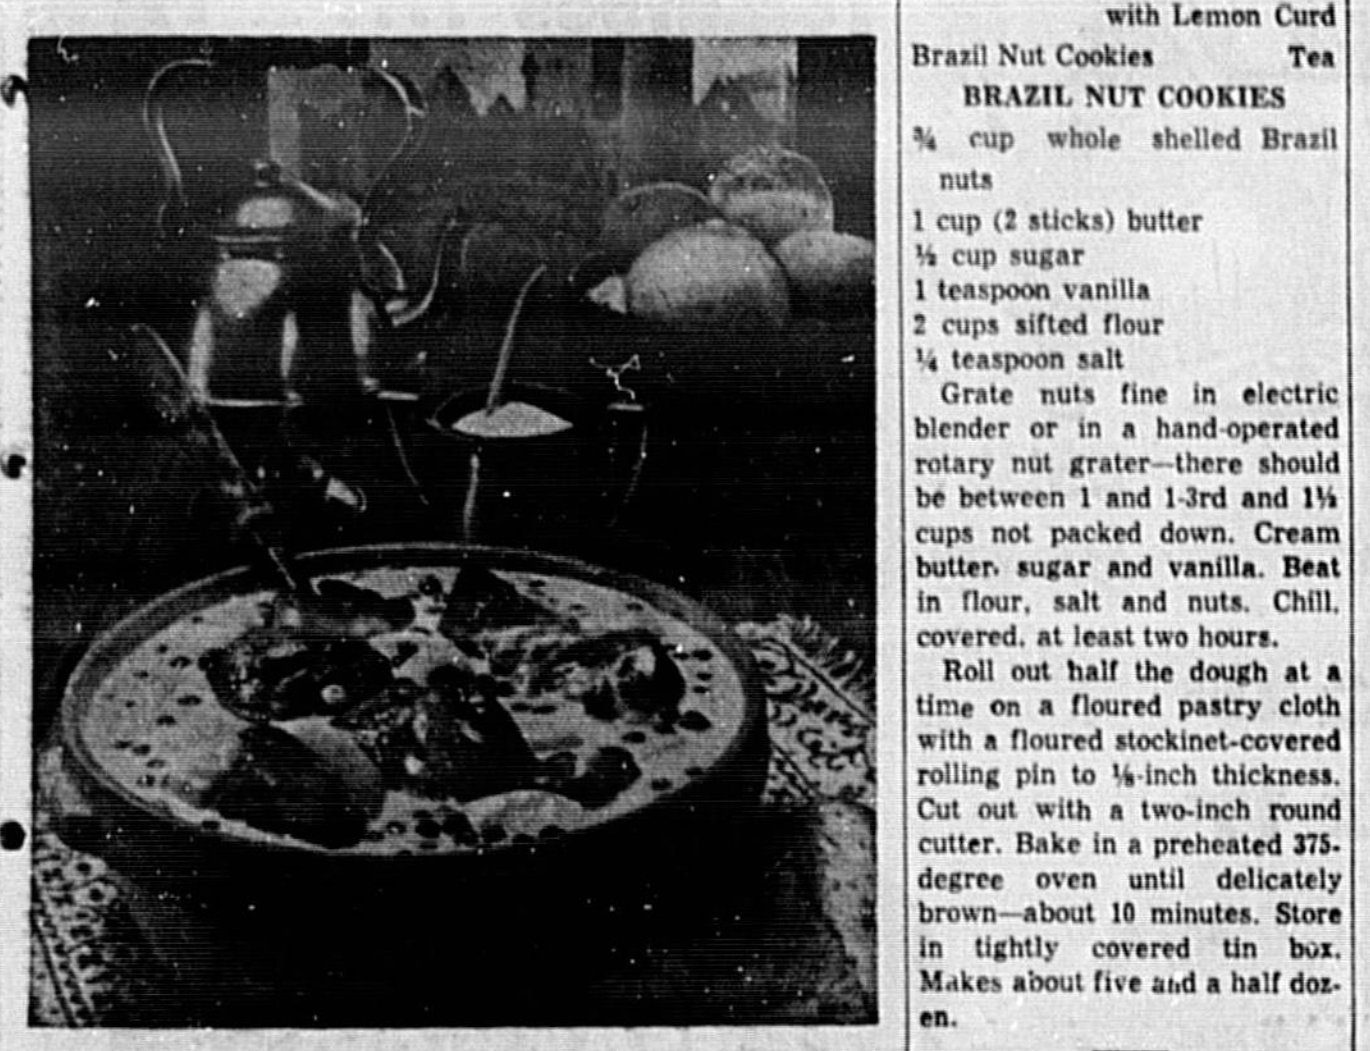 with Lemon Curd
Brazil Nut Cookies Tea
BRAZIL NUT COOKIES
¾ cup whole shelled Brazil
nuts
1 cup (2 sticks) butter
½ cup sugar
1 teaspoon vanilla
2 cups sifted flour
¼ teaspoon salt
Grate nuts fine in electric
blender or in a hand-operated
rotary nut grater—there should
be between 1 and 1-3rd and 1½
cups not packed down. Cream
butter, sugar and vanilla. Beat
in flour, salt and nuts. Chill,
covered, at least two hours.
Roll out half the dough at a
time on a floured pastry cloth
with a floured stockinet-covered
rolling pin to ⅛-inch thickness.
Cut out with a two-inch round
cutter. Bake in a preheated 375-
degree oven until delicately
brown—about 10 minutes. Store
in tightly covered tin box.
Makes about five and a half doz-
en.